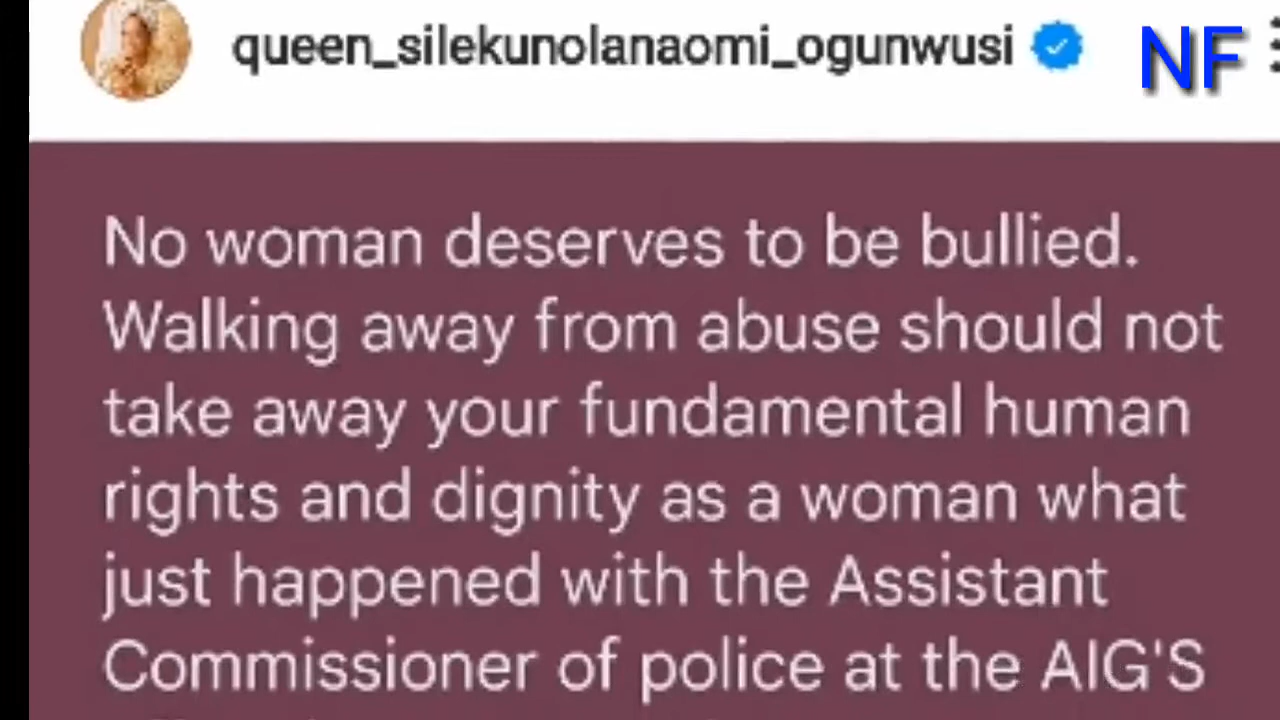 queen_silekunolanaomi_ogunwusi
NF
No woman deserves to be bullied.
Walking away from abuse should not
take away your fundamental human
rights and dignity as a woman what
just happened with the Assistant
Commissioner of police at the AIG'S